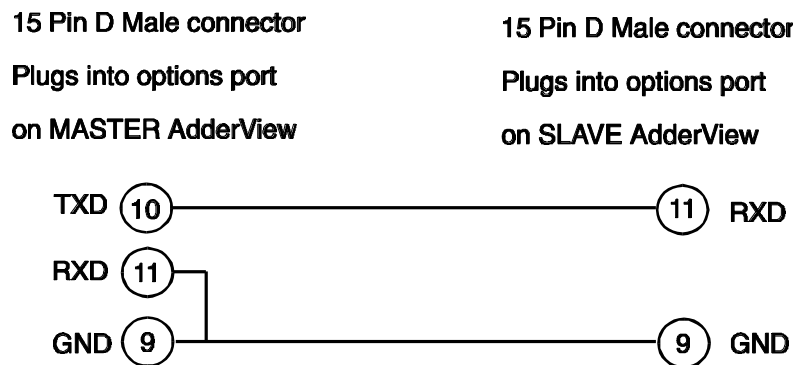 15 Pin D Male connector
Plugs into options port
on MASTER AdderView
15 Pin D Male connector
Plugs into options port
on SLAVE AdderView
TXD 10 11 RXD
RXD 11
GND 9 9 GND